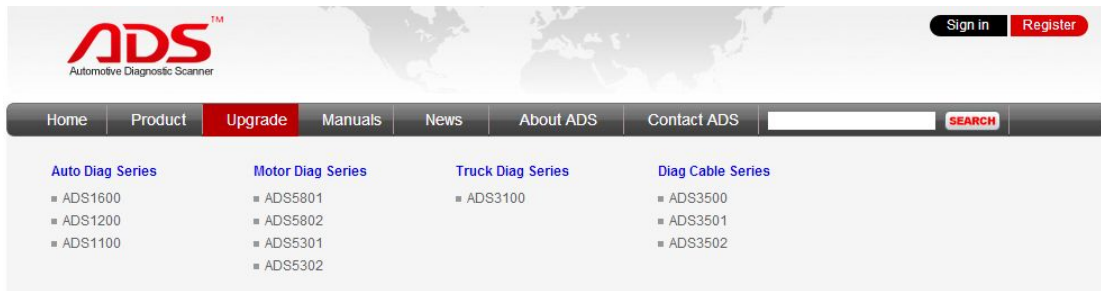 ADS™
Automotive Diagnostic Scanner
Sign in Register
Home Product Upgrade Manuals News About ADS Contact ADS SEARCH
Auto Diag Series
ADS1600
ADS1200
ADS1100
Motor Diag Series
ADS5801
ADS5802
ADS5301
ADS5302
Truck Diag Series
ADS3100
Diag Cable Series
ADS3500
ADS3501
ADS3502